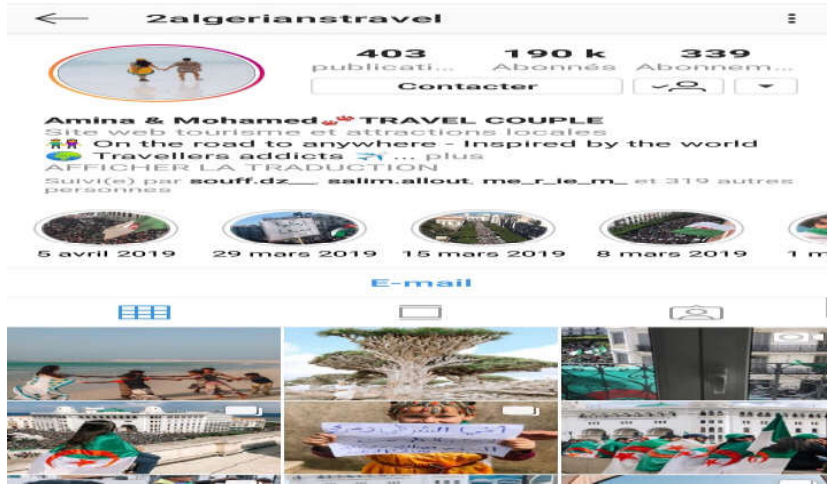 2algerianstravel
403 190 k 339
publicati... Abonnés Abonnem...
Contacter
Amina & Mohamed TRAVEL COUPLE
Site web tourisme et attractions locales
On the road to anywhere - Inspired by the world
Travellers addicts ... plus
AFFICHER LA TRADUCTION
Suivi(e) par souff.dz__, salim.allout, me_r_ie_m_ et 319 autres
personnes
5 avril 2019 29 mars 2019 15 mars 2019 8 mars 2019 1 m
E-mail